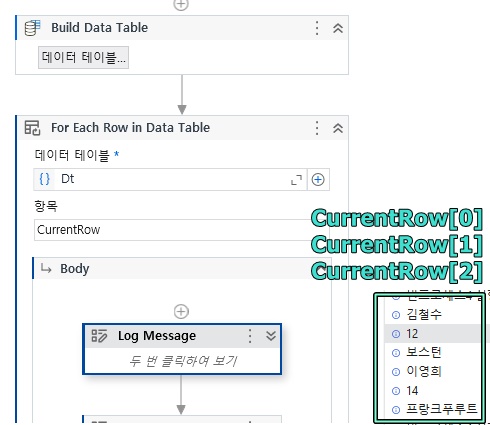 Build Data Table
데이터 테이블...
For Each Row in Data Table
데이터 테이블 *
{} Dt
항목
CurrentRow
CurrentRow[0]
CurrentRow[1]
CurrentRow[2]
Body
Log Message
두 번 클릭하여 보기
김철수
12
보스턴
이영희
14
프랑크푸루트